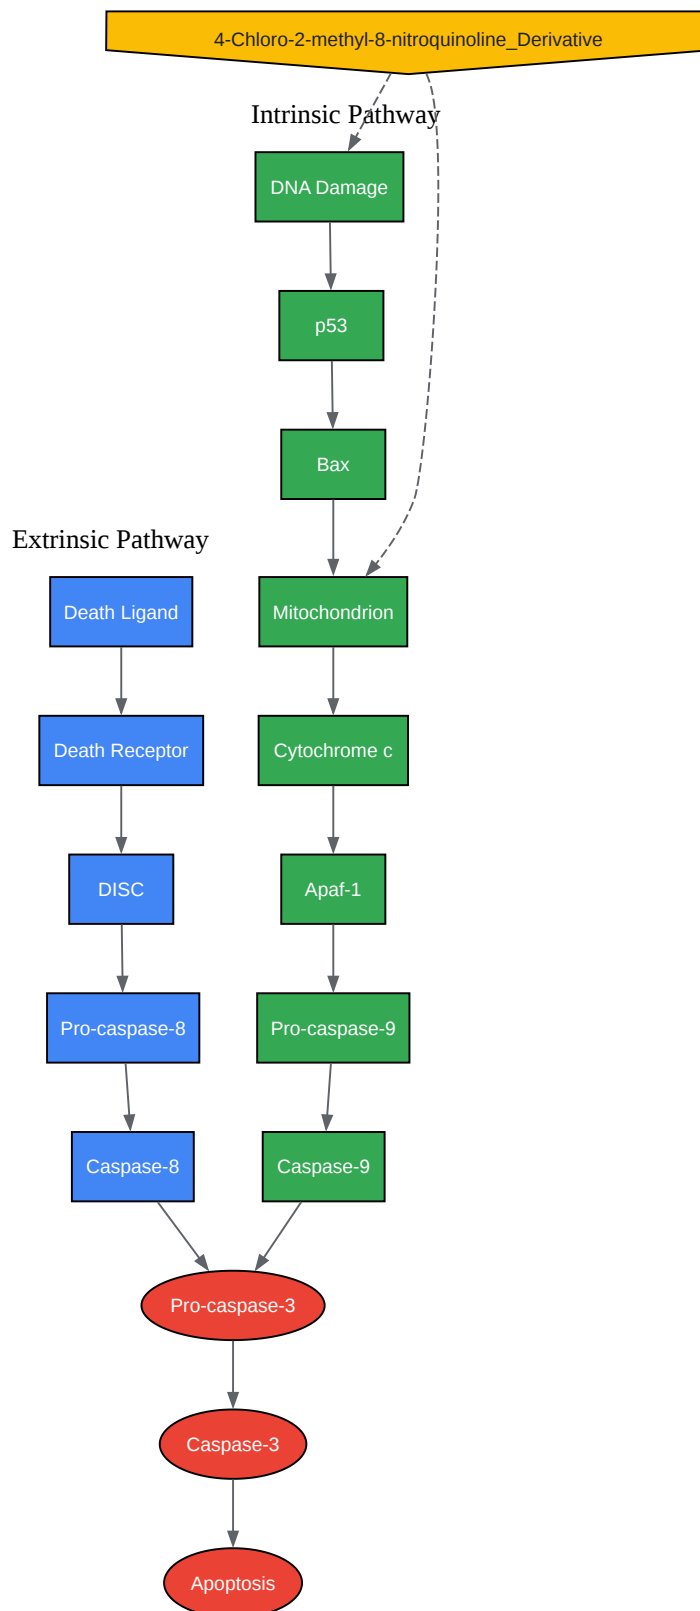 4-Chloro-2-methyl-8-nitroquinoline_Derivative
Intrinsic Pathway
DNA Damage
p53
Bax
Extrinsic Pathway
Death Ligand
Mitochondrion
Death Receptor
Cytochrome c
DISC
Apaf-1
Pro-caspase-8
Pro-caspase-9
Caspase-8
Caspase-9
Pro-caspase-3
Caspase-3
Apoptosis